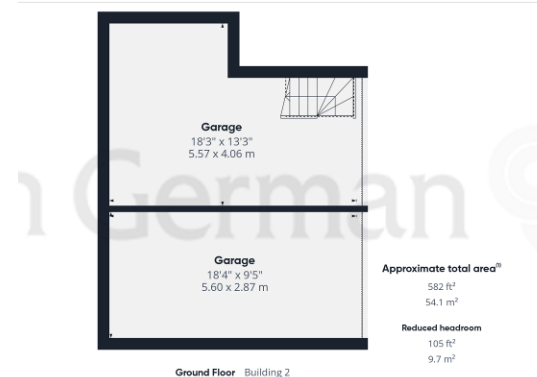 Garage
18'3" x 13'3"
5.57 x 4.06 m
n German
Garage
18'4" x 9'5"
5.60 x 2.87 m
Approximate total area⁽¹⁾
582 ft²
54.1 m²
Reduced headroom
105 ft²
9.7 m²
Ground Floor Building 2